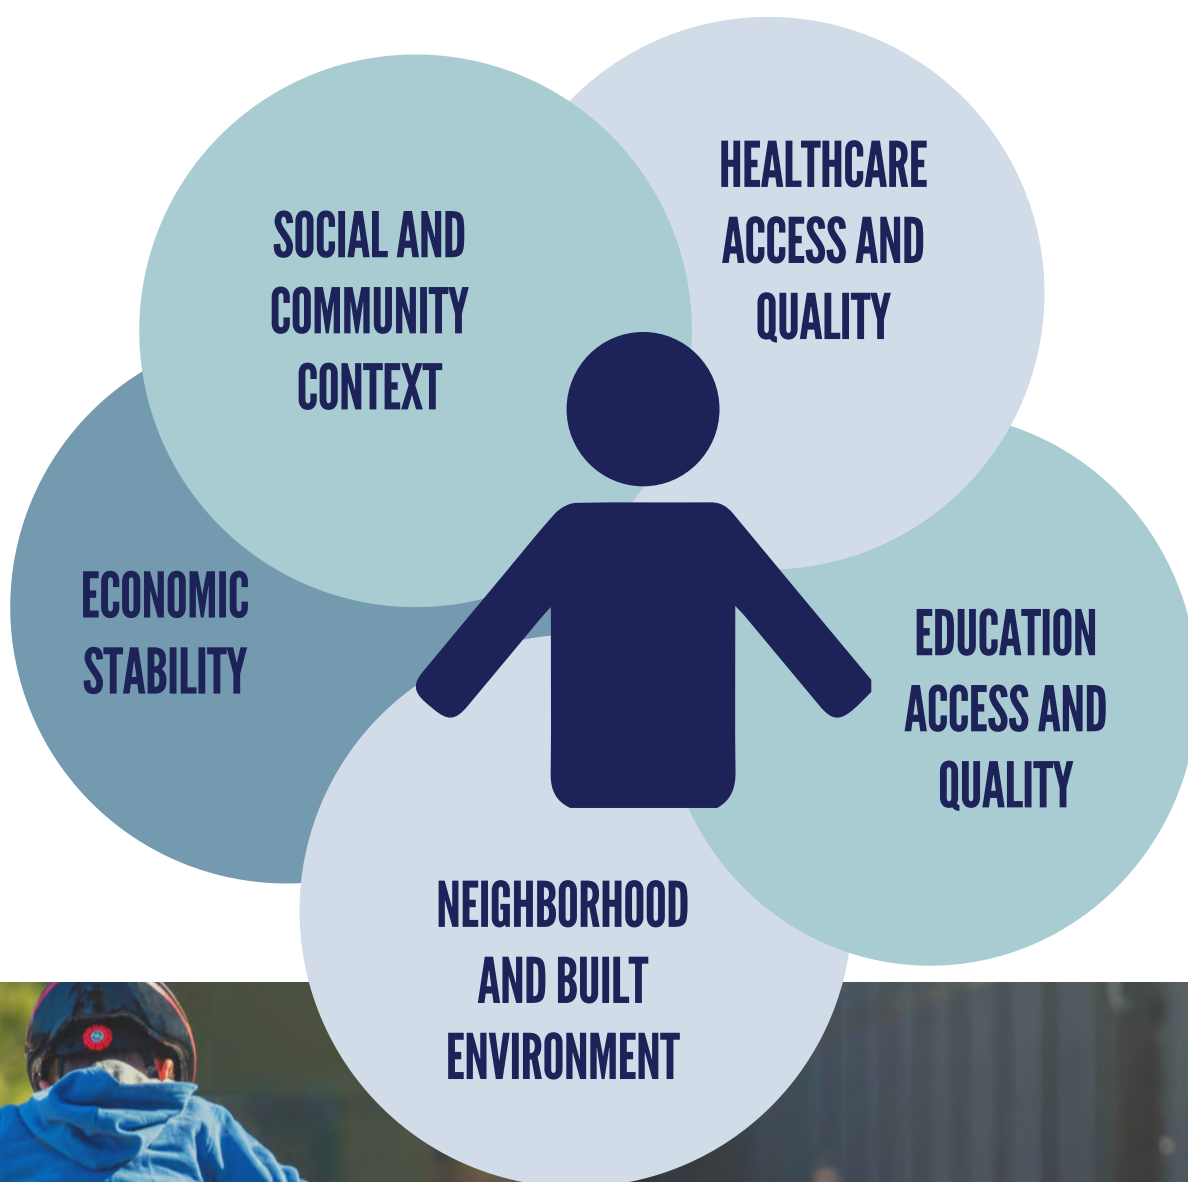 HEALTHCARE
ACCESS AND
QUALITY
SOCIAL AND
COMMUNITY
CONTEXT
ECONOMIC
STABILITY
EDUCATION
ACCESS AND
QUALITY
NEIGHBORHOOD
AND BUILT
ENVIRONMENT